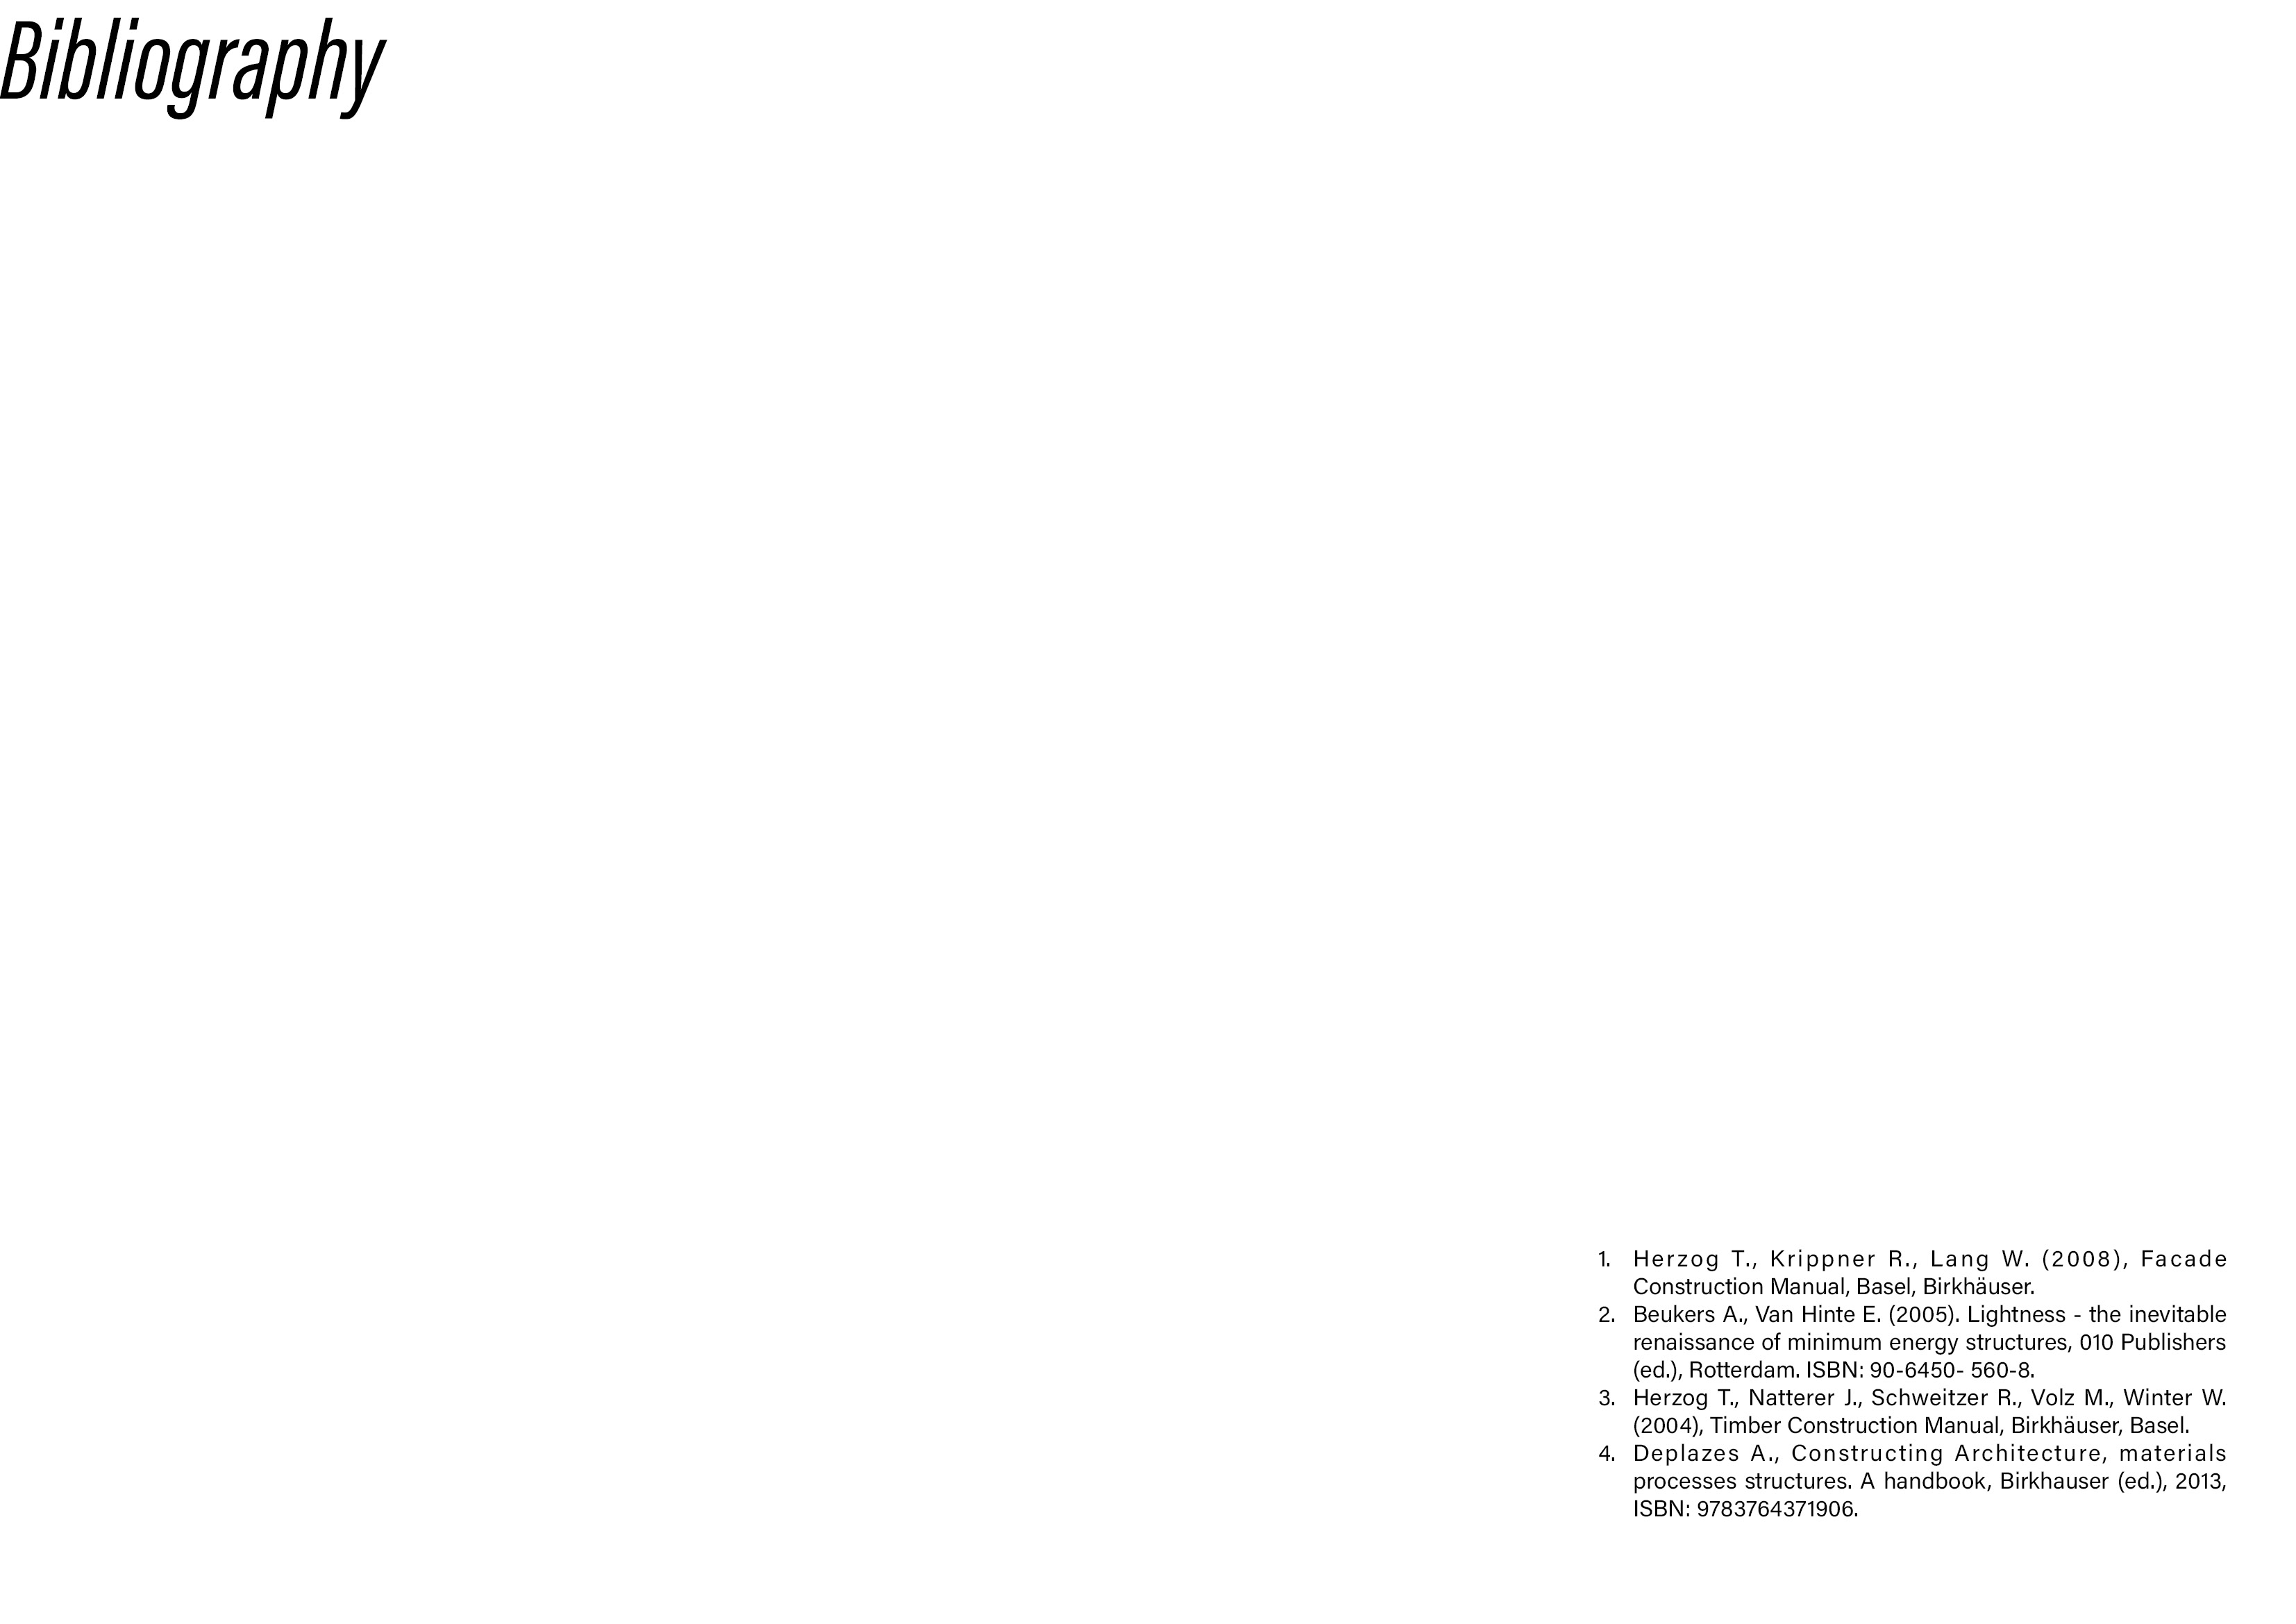 Bibliography
1. Herzog T., Krippner R., Lang W. (2008), Facade
Construction Manual, Basel, Birkhäuser.
2. Beukers A., Van Hinte E. (2005). Lightness - the inevitable
renaissance of minimum energy structures, 010 Publishers
(ed.), Rotterdam. ISBN: 90-6450- 560-8.
3. Herzog T., Natterer J., Schweitzer R., Volz M., Winter W.
(2004), Timber Construction Manual, Birkhäuser, Basel.
4. Deplazes A., Constructing Architecture, materials
processes structures. A handbook, Birkhauser (ed.), 2013,
ISBN: 9783764371906.